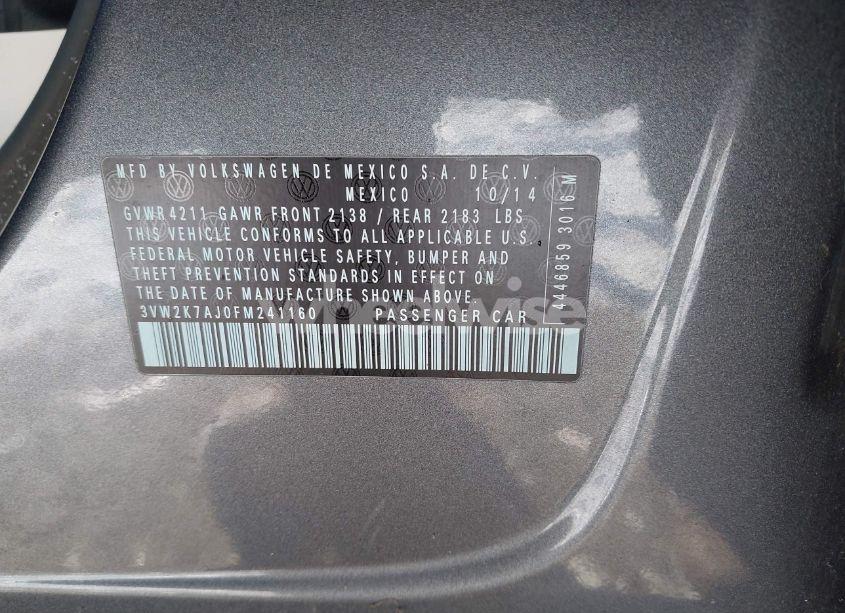 MFD BY VOLKSWAGEN DE MEXICO S.A. DE C.V.
MEXICO 10/14
GVWR 4211 GAWR FRONT 2138 / REAR 2183 LBS
THIS VEHICLE CONFORMS TO ALL APPLICABLE U.S.
FEDERAL MOTOR VEHICLE SAFETY, BUMPER AND
THEFT PREVENTION STANDARDS IN EFFECT ON
THE DATE OF MANUFACTURE SHOWN ABOVE.
3VW2K7AJ0FM241160 PASSENGER CAR
3016 M